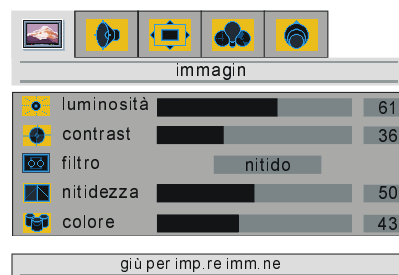 immagin
luminosità 61
contrast 36
filtro nitido
nitidezza 50
colore 43
giù per imp.re imm.ne